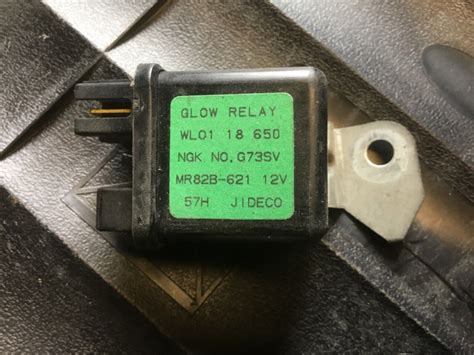 GLOW RELAY
WL01 18 650
NGK NO.G73SV
MR82B-621 12V
57H JIDECO